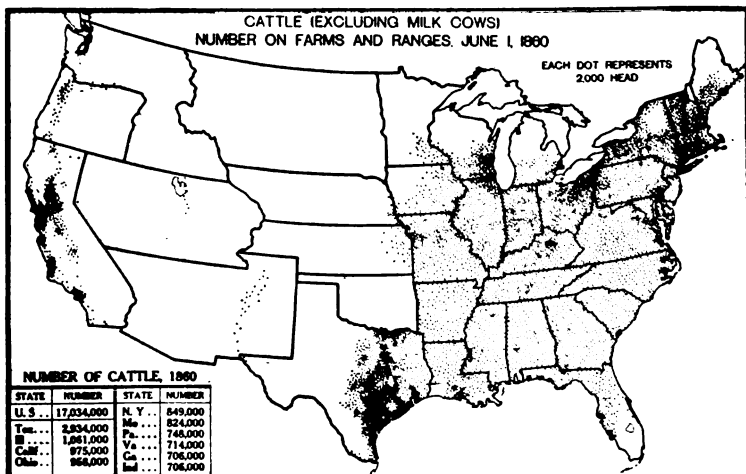 CATTLE (EXCLUDING MILK COWS)
NUMBER ON FARMS AND RANGES, JUNE 1, 1860
EACH DOT REPRESENTS
2,000 HEAD
NUMBER OF CATTLE, 1860
STATE NUMBER STATE NUMBER
U. S .. 17,034,000 N. Y ... 849,000
Tex... 2,934,000 Mo ... 824,000
Ill ... 1,061,000 Pa... 748,000
Calif .. 975,000 Va ... 714,000
Ohio .. Ga ... 706,000
Ind ... 706,000